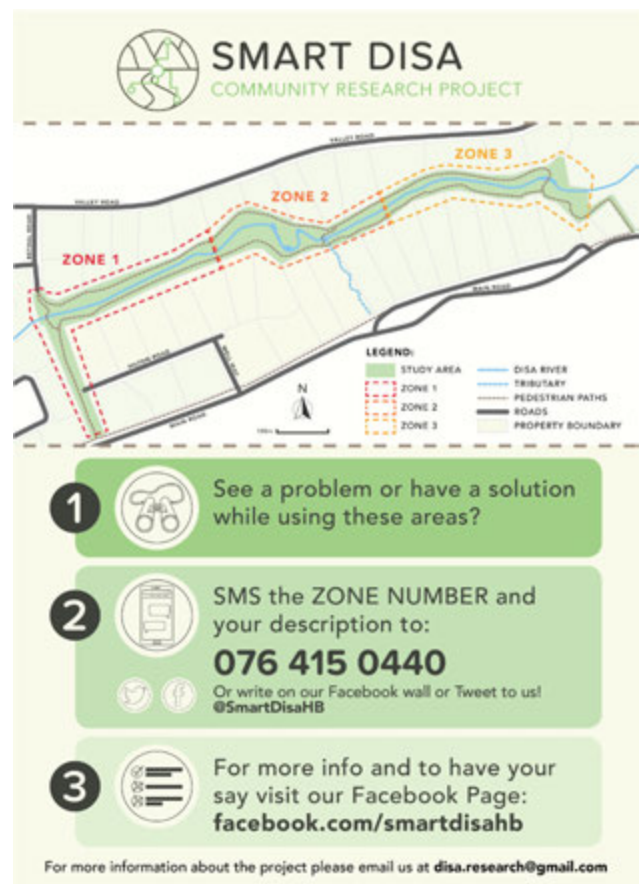 SMART DISA
COMMUNITY RESEARCH PROJECT
VALLEY ROAD
ZONE 3
ZONE 2
VALLEY ROAD
ZONE 1
MAIN ROAD
MAIN ROAD
N
LEGEND:
STUDY AREA
ZONE 1
ZONE 2
ZONE 3
DISA RIVER
TRIBUTARY
PEDESTRIAN PATHS
ROADS
PROPERTY BOUNDARY
1
See a problem or have a solution
while using these areas?
2
SMS the ZONE NUMBER and
your description to:
076 415 0440
Or write on our Facebook wall or Tweet to us!
@SmartDisaHB
3
For more info and to have your
say visit our Facebook Page:
facebook.com/smartdisahb
For more information about the project please email us at disa.research@gmail.com